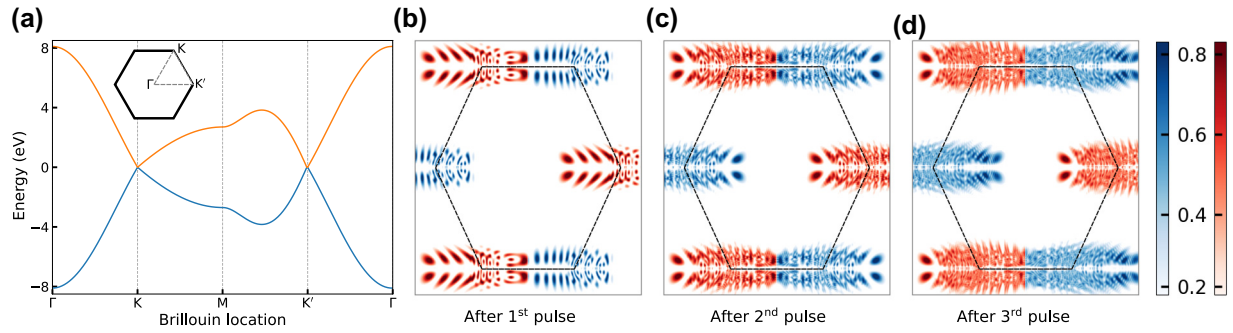 (a)
8
4
0
−4
−8
Energy (eV)
K
Γ
K′
Γ
K
M
K′
Γ
Brillouin location
(b)
After 1st pulse
(c)
After 2nd pulse
(d)
After 3rd pulse
0.8
0.6
0.4
0.2